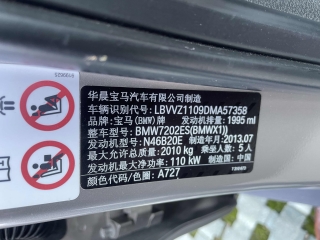 华晨宝马汽车有限公司制造
车辆识别代号: LBVVZ1109DMA57358
品牌: 宝马(BMW)牌 发动机排量: 1995 ml
整车型号: BMW7202ES(BMWX1))
发动机型号: N46B20E 制造年月: 2013.07
最大允许总质量: 2010 kg 乘坐人数: 5 人
发动机最大净功率: 110 kW 制造国: 中国
颜色代码/色圈: A727